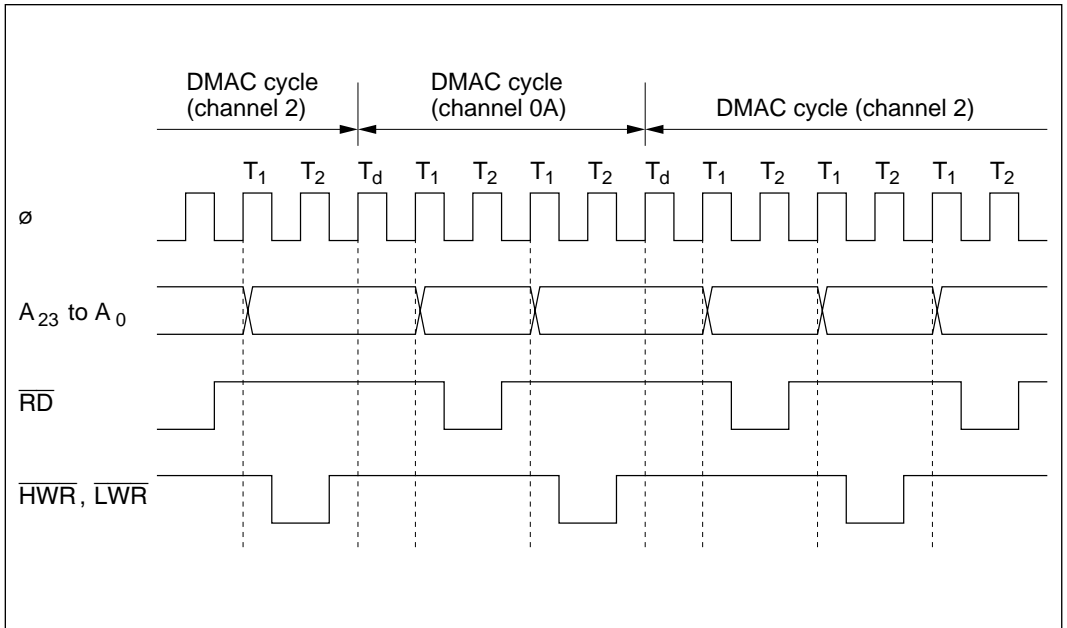 DMAC cycle
(channel 2)
DMAC cycle
(channel 0A)
DMAC cycle (channel 2)
T1 T2 Td T1 T2 T1 T2 Td T1 T2 T1 T2 T1 T2
ø
A23 to A0
RD
HWR, LWR